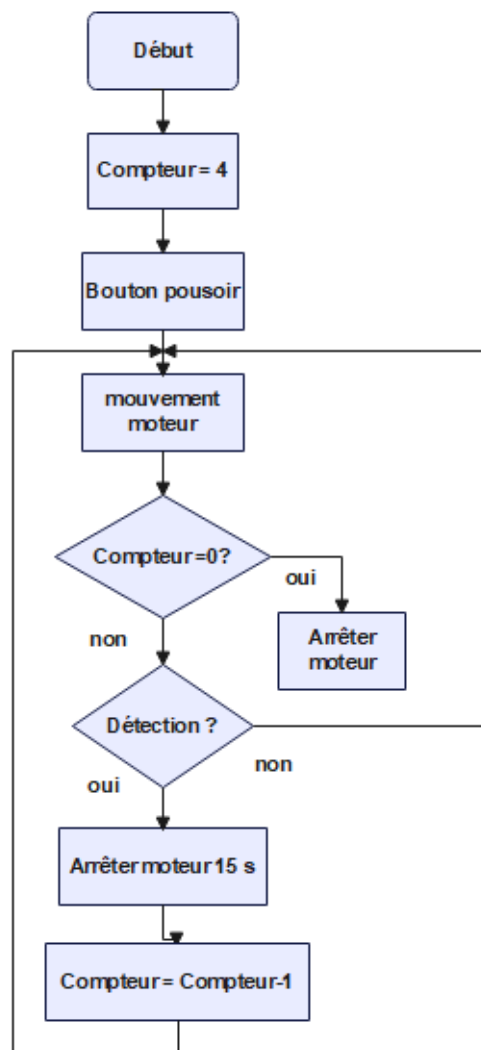 Début
Compteur = 4
Bouton pousoir
mouvement
moteur
Compteur =0?
oui
non
Arrêter
moteur
Détection ?
non
oui
Arrêter moteur 15 s
Compteur = Compteur-1